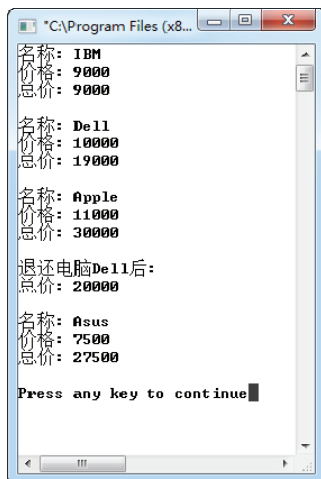 "C:\Program Files (x8...
名称: IBM
价格: 9000
总价: 9000
名称: Dell
价格: 10000
总价: 19000
名称: Apple
价格: 11000
总价: 30000
退还电脑Dell后:
总价: 20000
名称: Asus
价格: 7500
总价: 27500
Press any key to continue